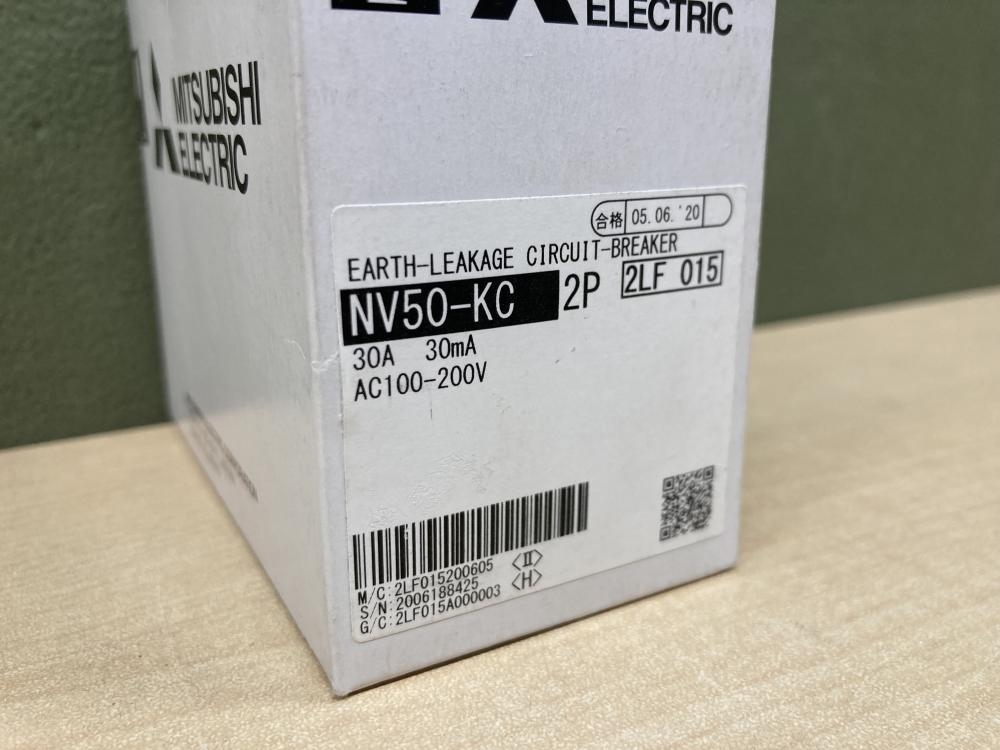 ELECTRIC
MITSUBISHI
ELECTRIC
合格 05.06.'20
EARTH-LEAKAGE CIRCUIT-BREAKER
NV50-KC 2P 2LF 015
30A 30mA
AC100-200V
M/C:2LF015200605 〈Ⅱ〉
S/N:2006188425 〈H〉
G/C:2LF015A000003